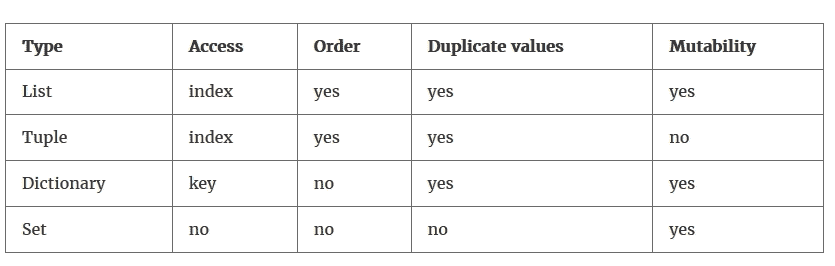 Type Access Order Duplicate values Mutability
List index yes yes yes
Tuple index yes yes no
Dictionary key no yes yes
Set no no no yes